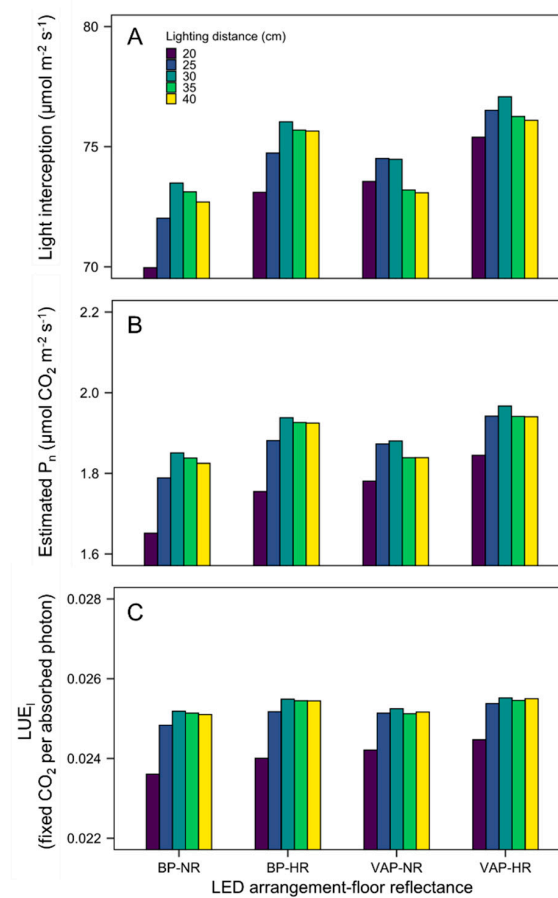 A
Lighting distance (cm)
20
25
30
35
40
Light interception (μmol m⁻² s⁻¹)
80
75
70
B
Estimated Pₙ (μmol CO₂ m⁻² s⁻¹)
2.2
2.0
1.8
1.6
C
LUEₗ
(fixed CO₂ per absorbed photon)
0.028
0.026
0.024
0.022
BP-NR BP-HR VAP-NR VAP-HR
LED arrangement-floor reflectance